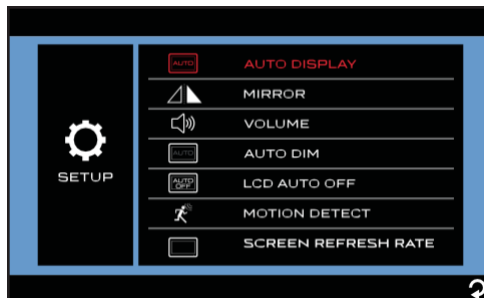 AUTO
AUTO DISPLAY
MIRROR
VOLUME
AUTO
AUTO DIM
SETUP
AUTO OFF
LCD AUTO OFF
MOTION DETECT
SCREEN REFRESH RATE